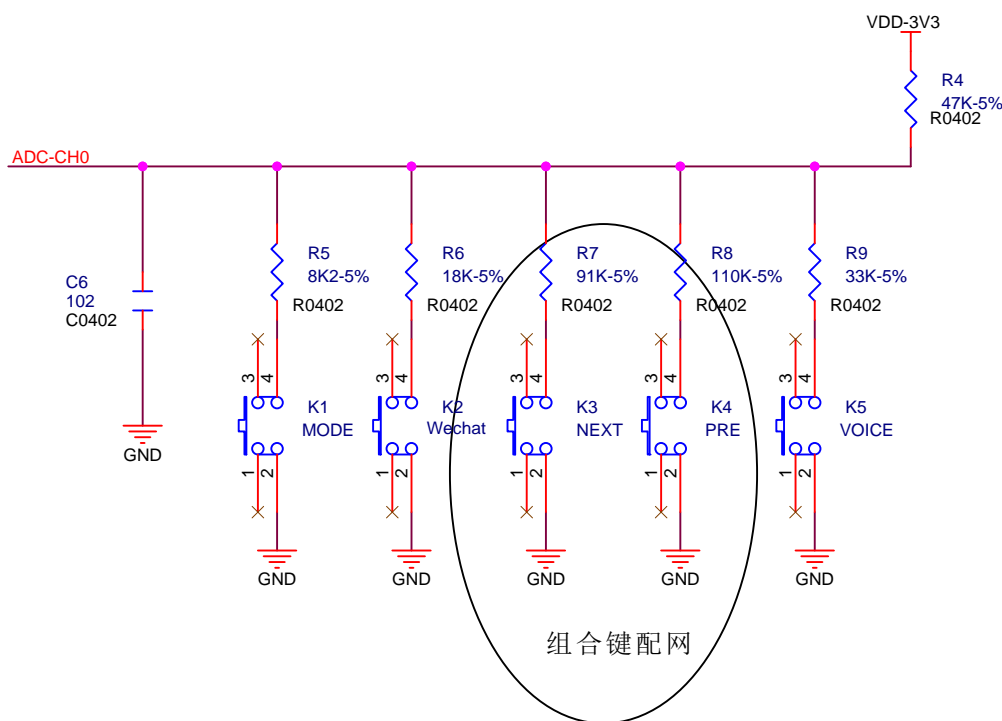 VDD-3V3
R4
47K-5%
R0402
ADC-CH0
C6
102
C0402
GND
R5
8K2-5%
R0402
R6
18K-5%
R0402
R7
91K-5%
R0402
R8
110K-5%
R0402
R9
33K-5%
R0402
3 4
K1
MODE
1 2
GND
3 4
K2
Wechat
1 2
GND
3 4
K3
NEXT
1 2
GND
3 4
K4
PRE
1 2
GND
3 4
K5
VOICE
1 2
GND
组合键配网